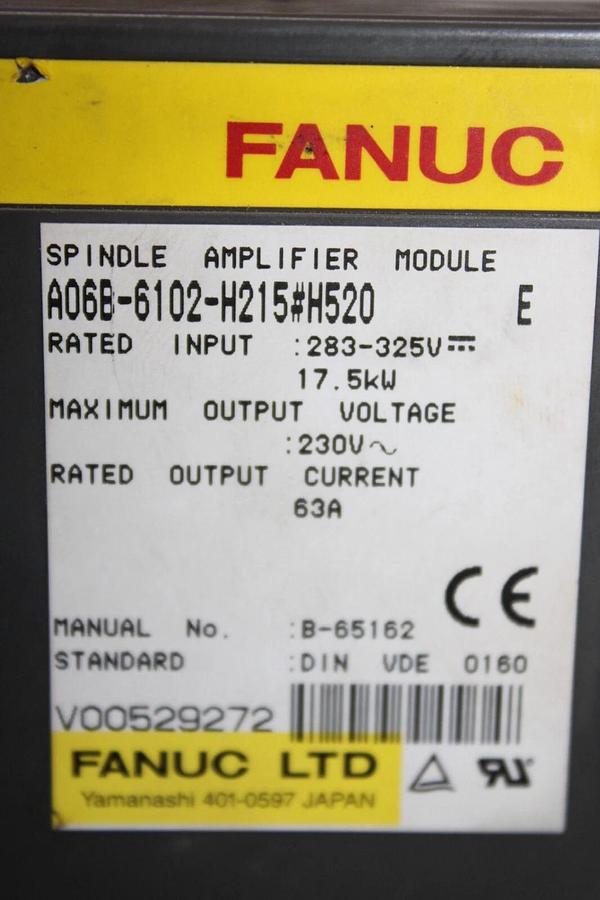 FANUC
SPINDLE AMPLIFIER MODULE
A06B-6102-H215#H520 E
RATED INPUT :283-325V⎓
17.5kW
MAXIMUM OUTPUT VOLTAGE
:230V～
RATED OUTPUT CURRENT
63A
CE
MANUAL No. :B-65162
STANDARD :DIN VDE 0160
V00529272
FANUC LTD
Yamanashi 401-0597 JAPAN